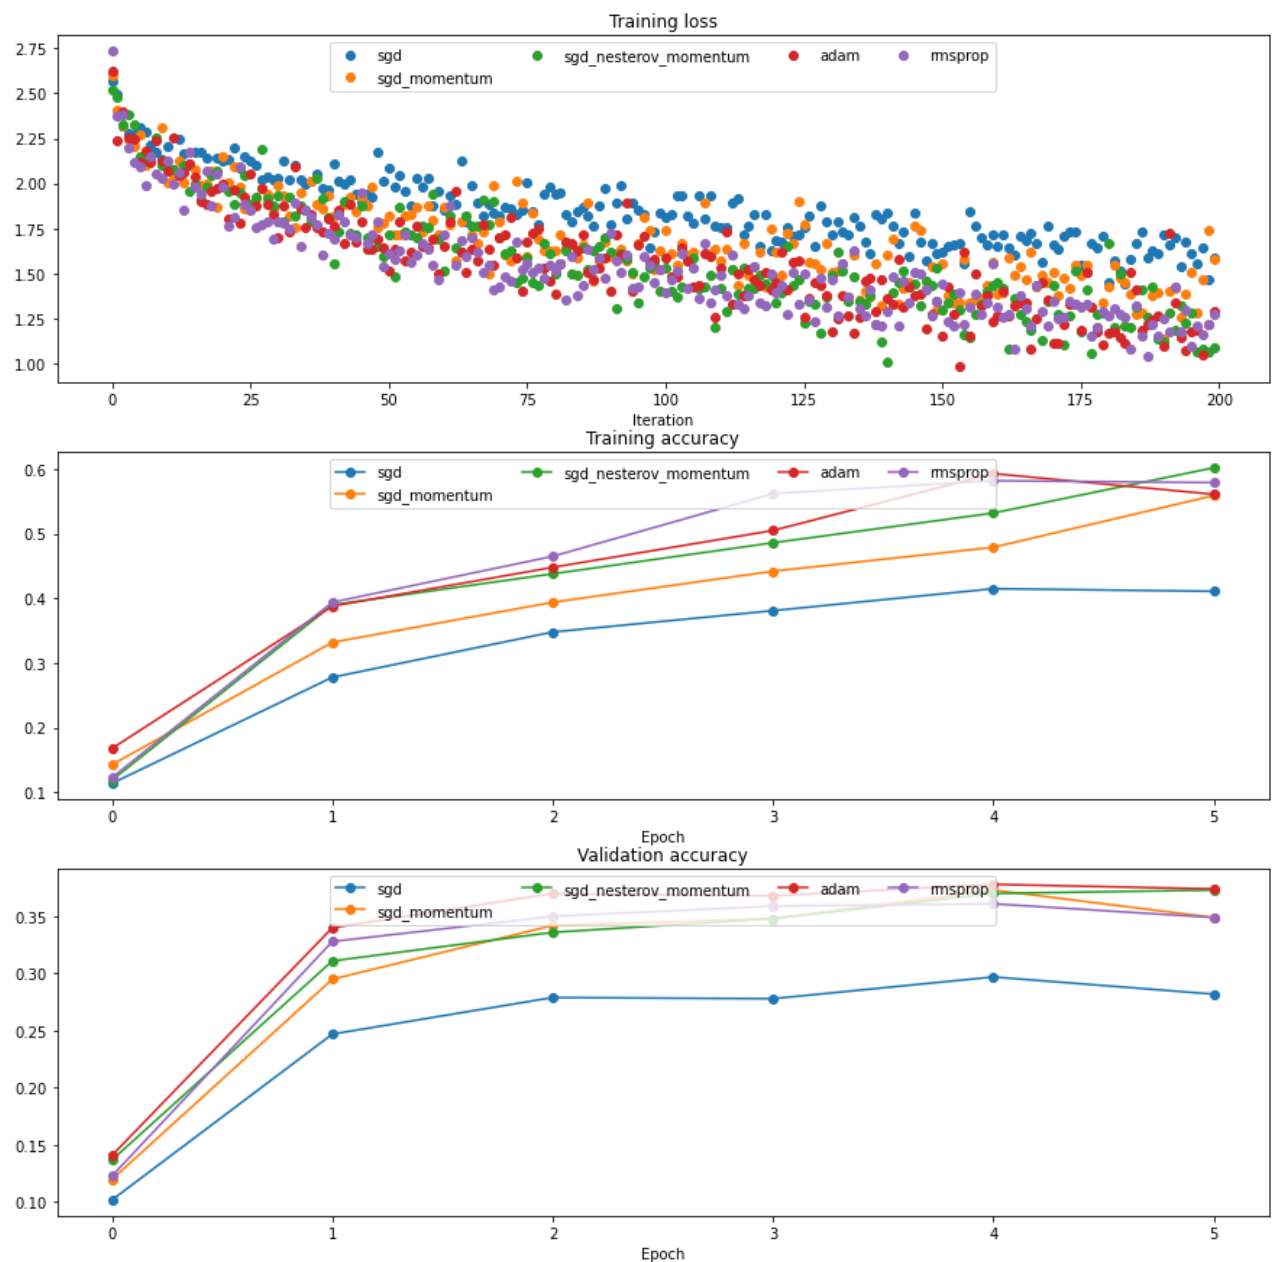 Training loss
2.75
2.50
2.25
2.00
1.75
1.50
1.25
1.00
sgd sgd_nesterov_momentum adam rmsprop
sgd_momentum
0 25 50 75 100 125 150 175 200
Iteration
Training accuracy
0.6
0.5
0.4
0.3
0.2
0.1
sgd sgd_nesterov_momentum adam rmsprop
sgd_momentum
0 1 2 3 4 5
Epoch
Validation accuracy
0.35
0.30
0.25
0.20
0.15
0.10
sgd sgd_nesterov_momentum adam rmsprop
sgd_momentum
0 1 2 3 4 5
Epoch